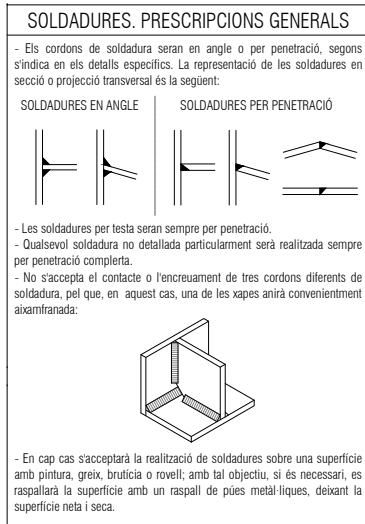 SOLDADURES. PRESCRIPCIONS GENERALS
- Els cordons de soldadura seran en angle o per penetració, segons
s'indica en els detalls específics. La representació de les soldadures en
secció o projecció transversal és la següent:
SOLDADURES EN ANGLE
SOLDADURES PER PENETRACIÓ
- Les soldadures per testa seran sempre per penetració.
- Qualsevol soldadura no detallada particularment serà realitzada sempre
per penetració complerta.
- No s'accepta el contacte o l'encreuament de tres cordons diferents de
soldadura, pel que, en aquest cas, una de les xapes anirà convenientment
aixamfranada:
- En cap cas s'acceptarà la realització de soldadures sobre una superfície
amb pintura, greix, brutícia o rovell; amb tal objectiu, si és necessari, es
raspallarà la superfície amb un raspall de púes metàl·liques, deixant la
superfície neta i seca.